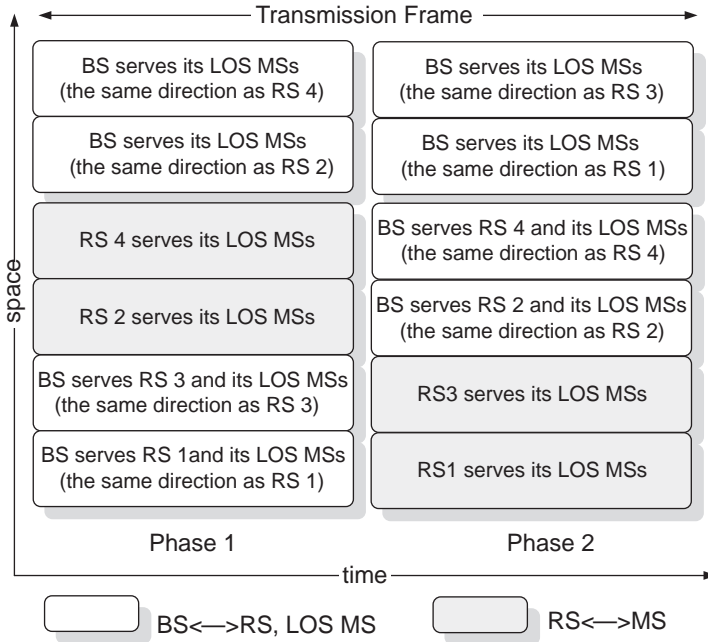 Transmission Frame
BS serves its LOS MSs
(the same direction as RS 4)
BS serves its LOS MSs
(the same direction as RS 2)
RS 4 serves its LOS MSs
RS 2 serves its LOS MSs
BS serves RS 3 and its LOS MSs
(the same direction as RS 3)
BS serves RS 1and its LOS MSs
(the same direction as RS 1)
Phase 1
BS serves its LOS MSs
(the same direction as RS 3)
BS serves its LOS MSs
(the same direction as RS 1)
BS serves RS 4 and its LOS MSs
(the same direction as RS 4)
BS serves RS 2 and its LOS MSs
(the same direction as RS 2)
RS3 serves its LOS MSs
RS1 serves its LOS MSs
Phase 2
space
time
BS<—>RS, LOS MS
RS<—>MS